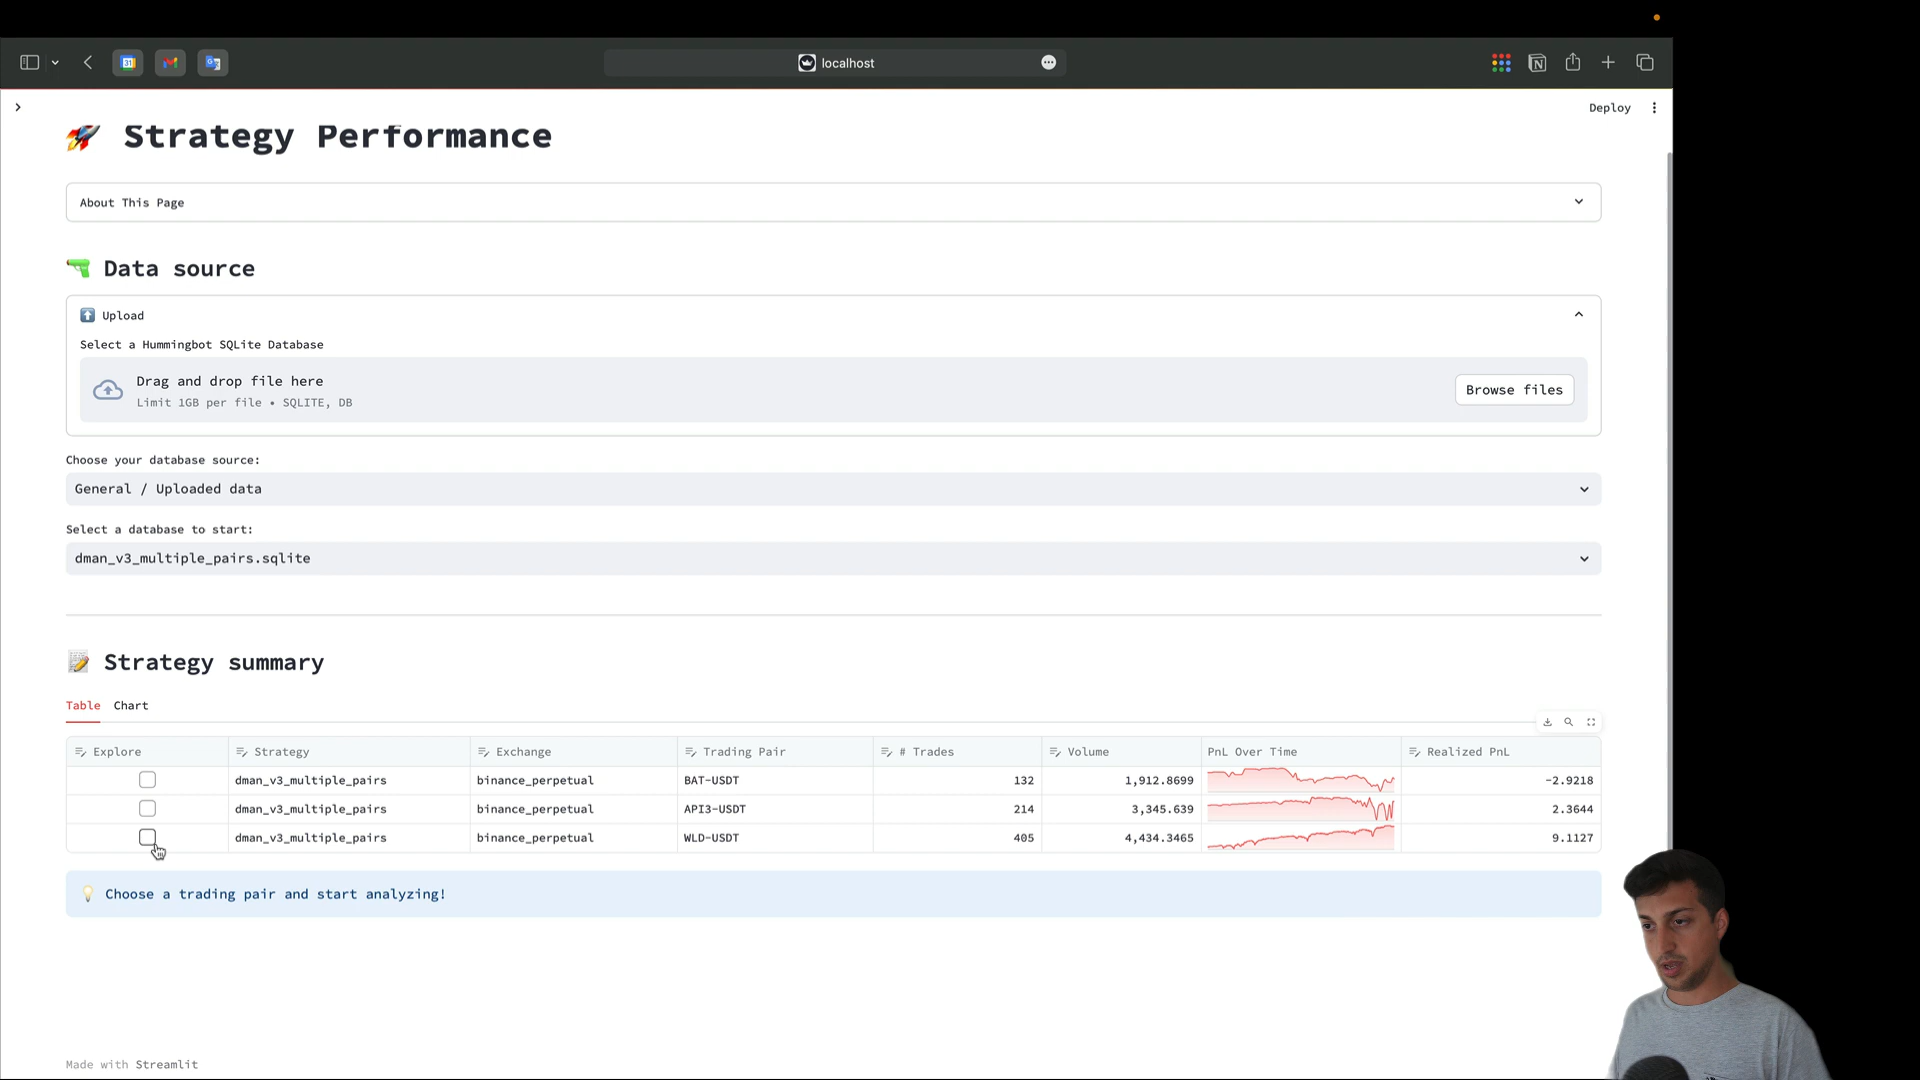 31
localhost
Deploy
🚀 Strategy Performance
About This Page
🔫 Data source
⬆️ Upload
Select a Hummingbot SQLite Database
Drag and drop file here
Limit 1GB per file • SQLITE, DB
Browse files
Choose your database source:
General / Uploaded data
Select a database to start:
dman_v3_multiple_pairs.sqlite
📝 Strategy summary
Table Chart
Explore Strategy Exchange Trading Pair # Trades Volume PnL Over Time Realized PnL
dman_v3_multiple_pairs binance_perpetual BAT-USDT 132 1,912.8699 -2.9218
dman_v3_multiple_pairs binance_perpetual API3-USDT 214 3,345.639 2.3644
dman_v3_multiple_pairs binance_perpetual WLD-USDT 405 4,434.3465 9.1127
💡 Choose a trading pair and start analyzing!
Made with Streamlit